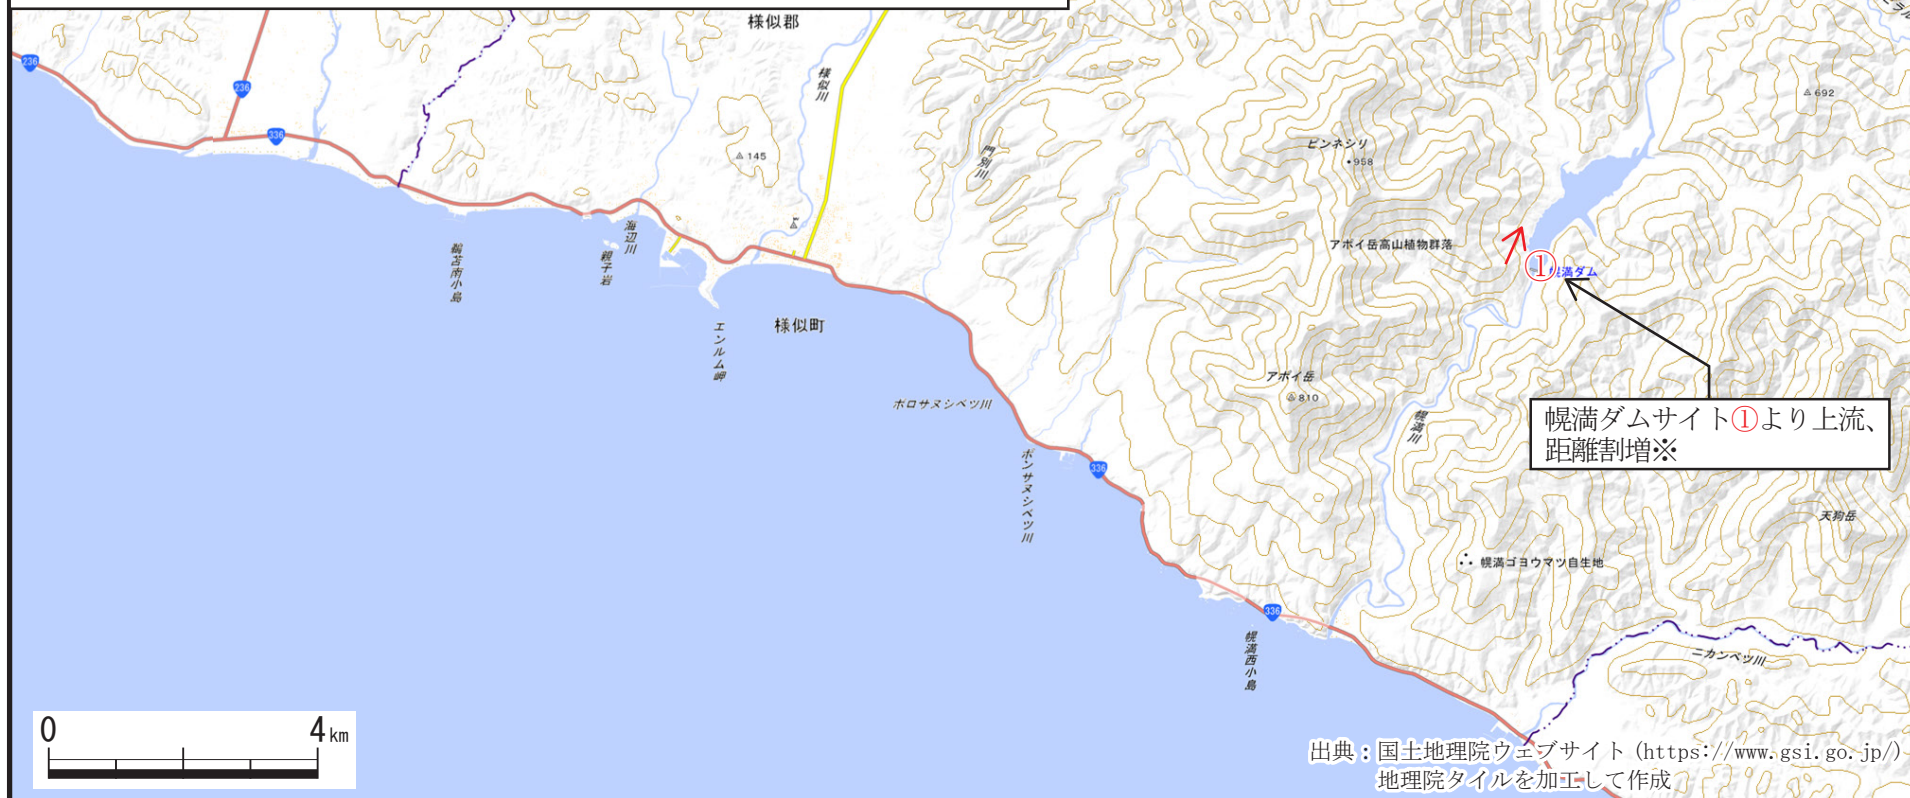 様似郡
236
236
336
様似川
145
門別川
ピンネシリ
958
692
アポイ岳高山植物群落
①
幌満ダム
海辺川
親子岩
鵜苫南小島
エンルム岬
様似町
アポイ岳
810
ポロサヌシベツ川
幌満川
幌満ダムサイト①より上流、
距離割増※
ポンサヌシベツ川
336
天狗岳
幌満ゴヨウマツ自生地
336
幌満西小島
ニカンベツ川
0 4km
出典：国土地理院ウェブサイト (https://www.gsi.go.jp/)
地理院タイルを加工して作成